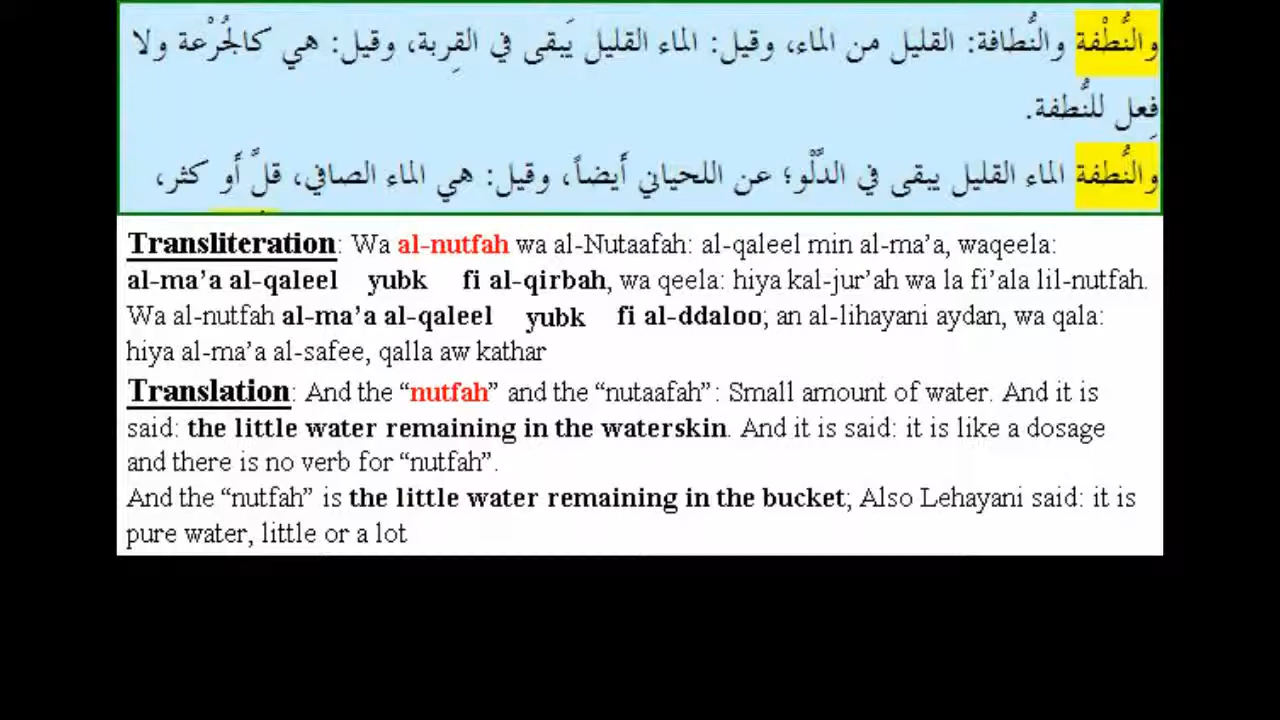 والنُّطْفة والنُّطافة: القليل من الماء، وقيل: الماء القليل يَبقى في القِربة، وقيل: هي كالجُرْعة ولا
فِعل للنُّطفة.
والنُّطفة الماء القليل يبقى في الدَّلْو؛ عن اللحياني أَيضاً، وقيل: هي الماء الصافي، قلَّ أَو كثر،
Transliteration: Wa al-nutfah wa al-Nutaafah: al-qaleel min al-ma’a, waqeela:
al-ma’a al-qaleel yubk fi al-qirbah, wa qeela: hiya kal-jur’ah wa la fi’ala lil-nutfah.
Wa al-nutfah al-ma’a al-qaleel yubk fi al-ddaloo; an al-lihayani aydan, wa qala:
hiya al-ma’a al-safee, qalla aw kathar
Translation: And the “nutfah” and the “nutaafah”: Small amount of water. And it is
said: the little water remaining in the waterskin. And it is said: it is like a dosage
and there is no verb for “nutfah”.
And the “nutfah” is the little water remaining in the bucket; Also Lehayani said: it is
pure water, little or a lot